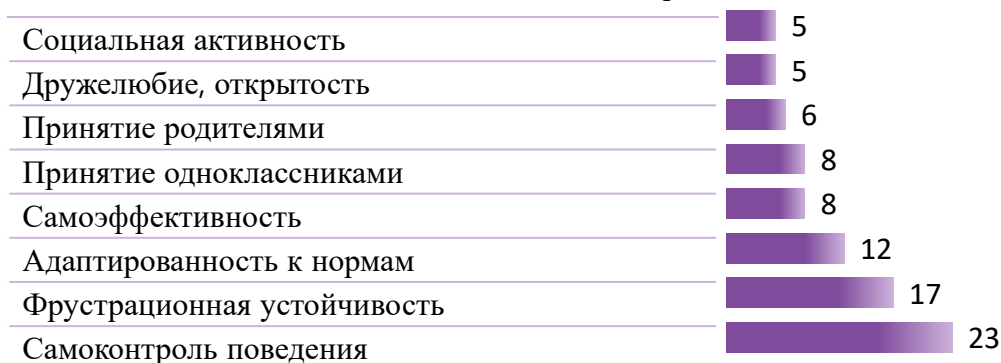 Социальная активность 5
Дружелюбие, открытость 5
Принятие родителями 6
Принятие одноклассниками 8
Самоэффективность 8
Адаптированность к нормам 12
Фрустрационная устойчивость 17
Самоконтроль поведения 23